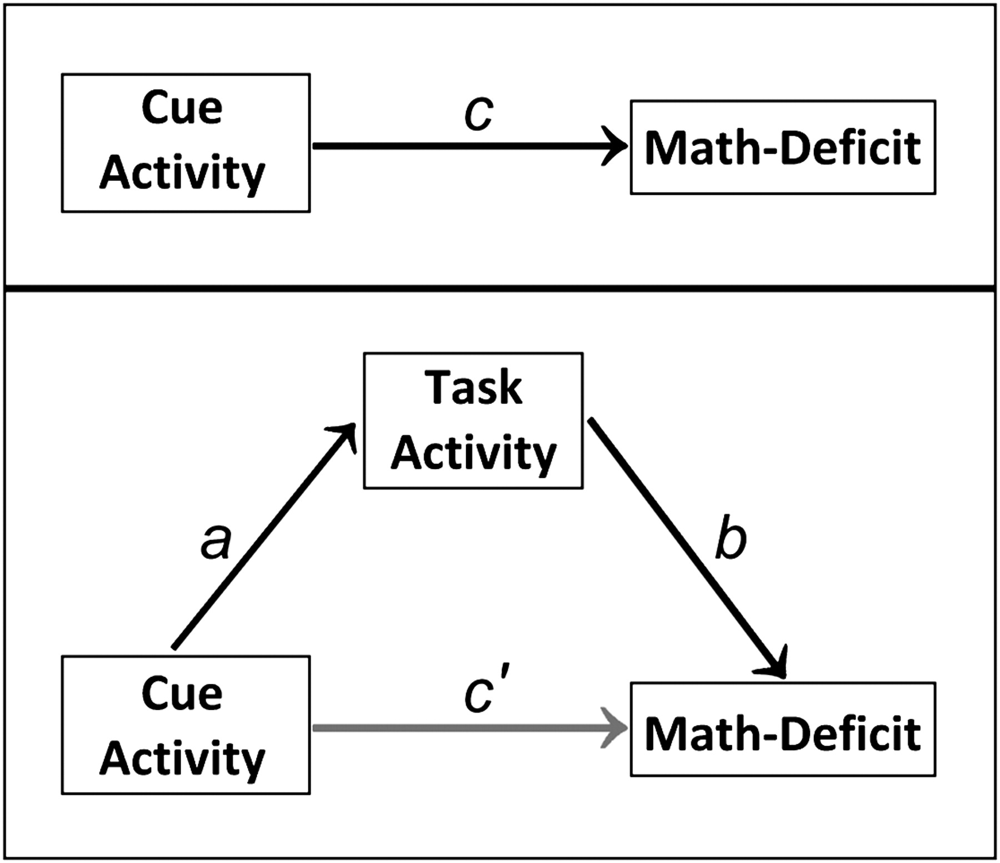 Cue
Activity
c
Math-Deficit
Task
Activity
a
b
Cue
Activity
c'
Math-Deficit